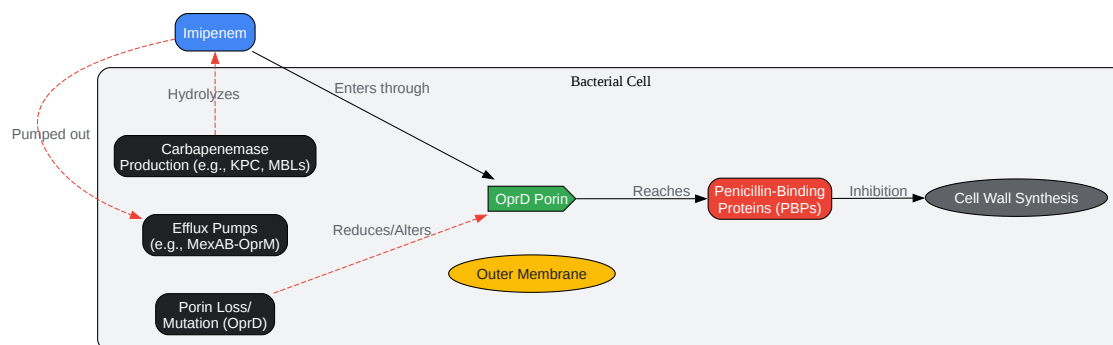 Imipenem
Bacterial Cell
Hydrolyzes
Enters through
Pumped out
Carbapenemase
Production (e.g., KPC, MBLs)
OprD Porin
Reaches
Penicillin-Binding
Proteins (PBPs)
Inhibition
Cell Wall Synthesis
Efflux Pumps
(e.g., MexAB-OprM)
Reduces/Alters
Outer Membrane
Porin Loss/
Mutation (OprD)